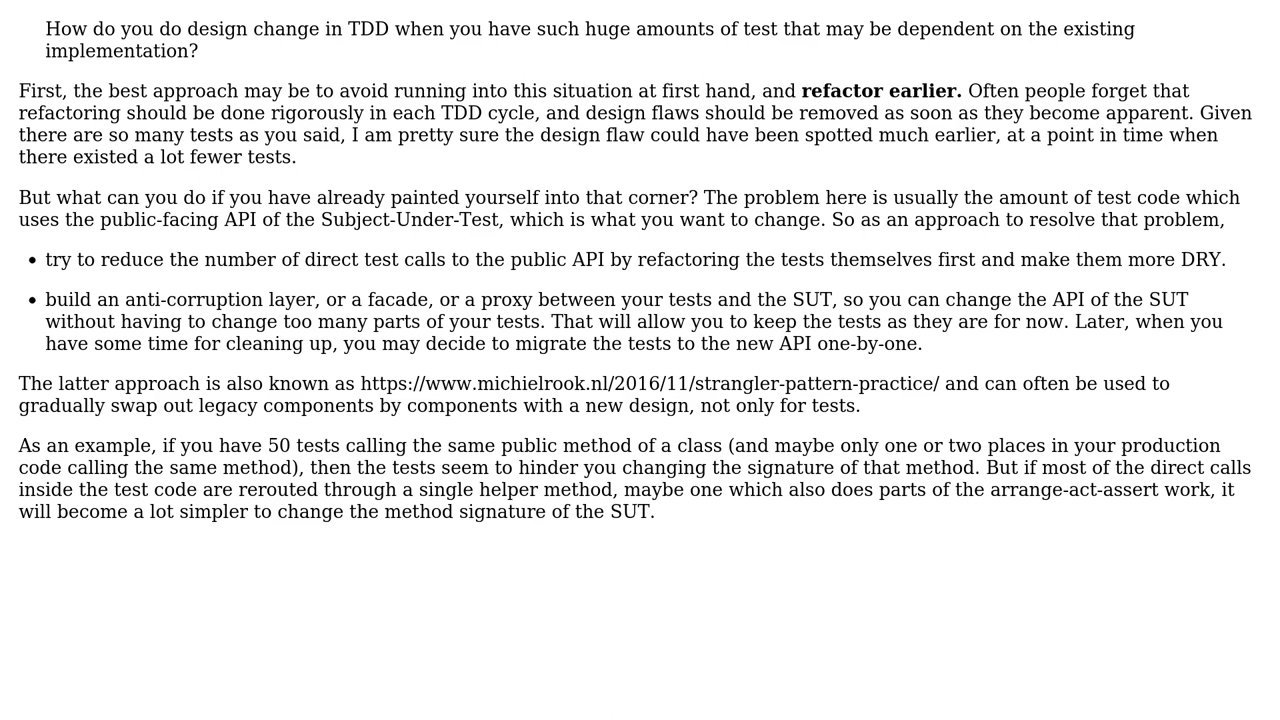 How do you do design change in TDD when you have such huge amounts of test that may be dependent on the existing
implementation?
First, the best approach may be to avoid running into this situation at first hand, and refactor earlier. Often people forget that
refactoring should be done rigorously in each TDD cycle, and design flaws should be removed as soon as they become apparent. Given
there are so many tests as you said, I am pretty sure the design flaw could have been spotted much earlier, at a point in time when
there existed a lot fewer tests.
But what can you do if you have already painted yourself into that corner? The problem here is usually the amount of test code which
uses the public-facing API of the Subject-Under-Test, which is what you want to change. So as an approach to resolve that problem,
• try to reduce the number of direct test calls to the public API by refactoring the tests themselves first and make them more DRY.
• build an anti-corruption layer, or a facade, or a proxy between your tests and the SUT, so you can change the API of the SUT
without having to change too many parts of your tests. That will allow you to keep the tests as they are for now. Later, when you
have some time for cleaning up, you may decide to migrate the tests to the new API one-by-one.
The latter approach is also known as https://www.michielrook.nl/2016/11/strangler-pattern-practice/ and can often be used to
gradually swap out legacy components by components with a new design, not only for tests.
As an example, if you have 50 tests calling the same public method of a class (and maybe only one or two places in your production
code calling the same method), then the tests seem to hinder you changing the signature of that method. But if most of the direct calls
inside the test code are rerouted through a single helper method, maybe one which also does parts of the arrange-act-assert work, it
will become a lot simpler to change the method signature of the SUT.